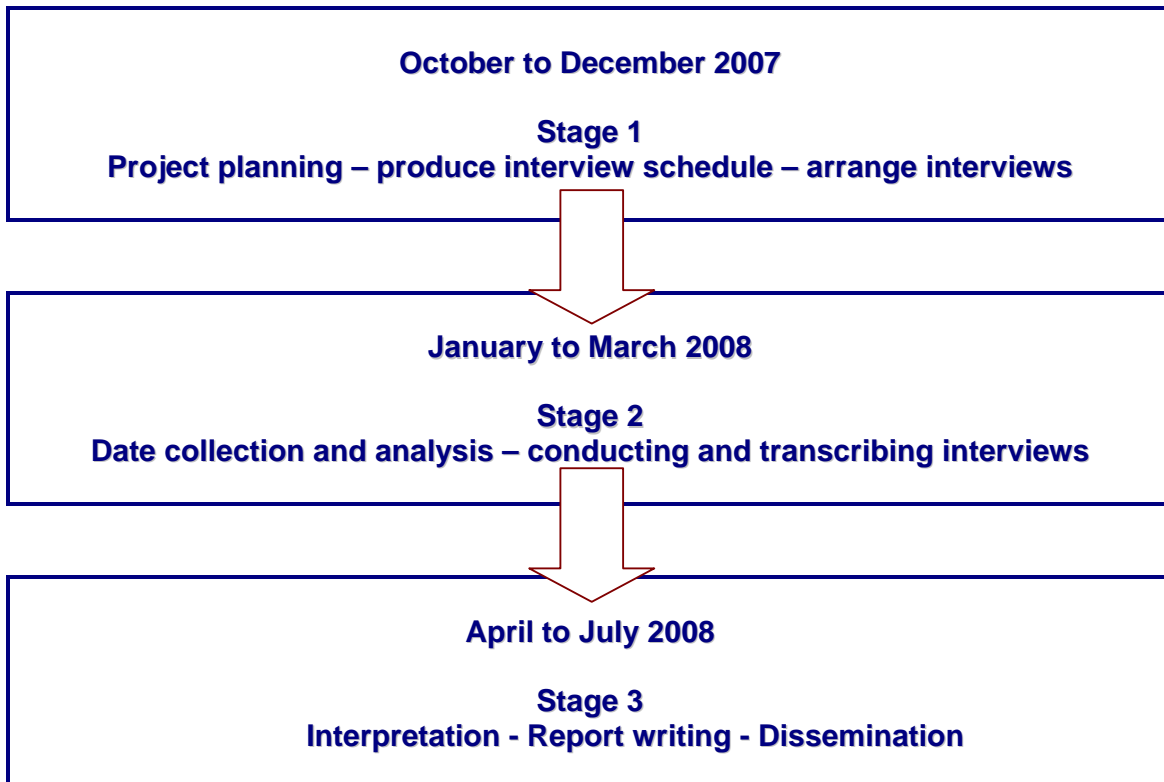 October to December 2007
Stage 1
Project planning – produce interview schedule – arrange interviews
January to March 2008
Stage 2
Date collection and analysis – conducting and transcribing interviews
April to July 2008
Stage 3
Interpretation - Report writing - Dissemination